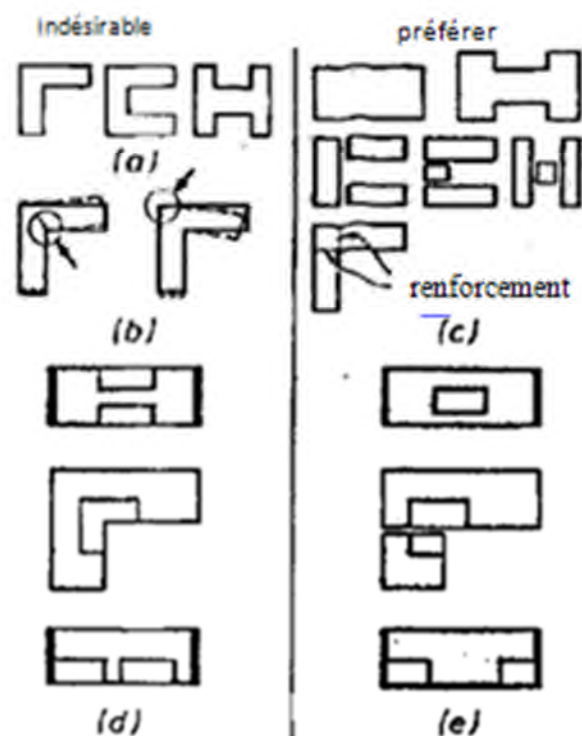 indésirable
préférer
(a)
renforcement
(b)
(c)
(d)
(e)